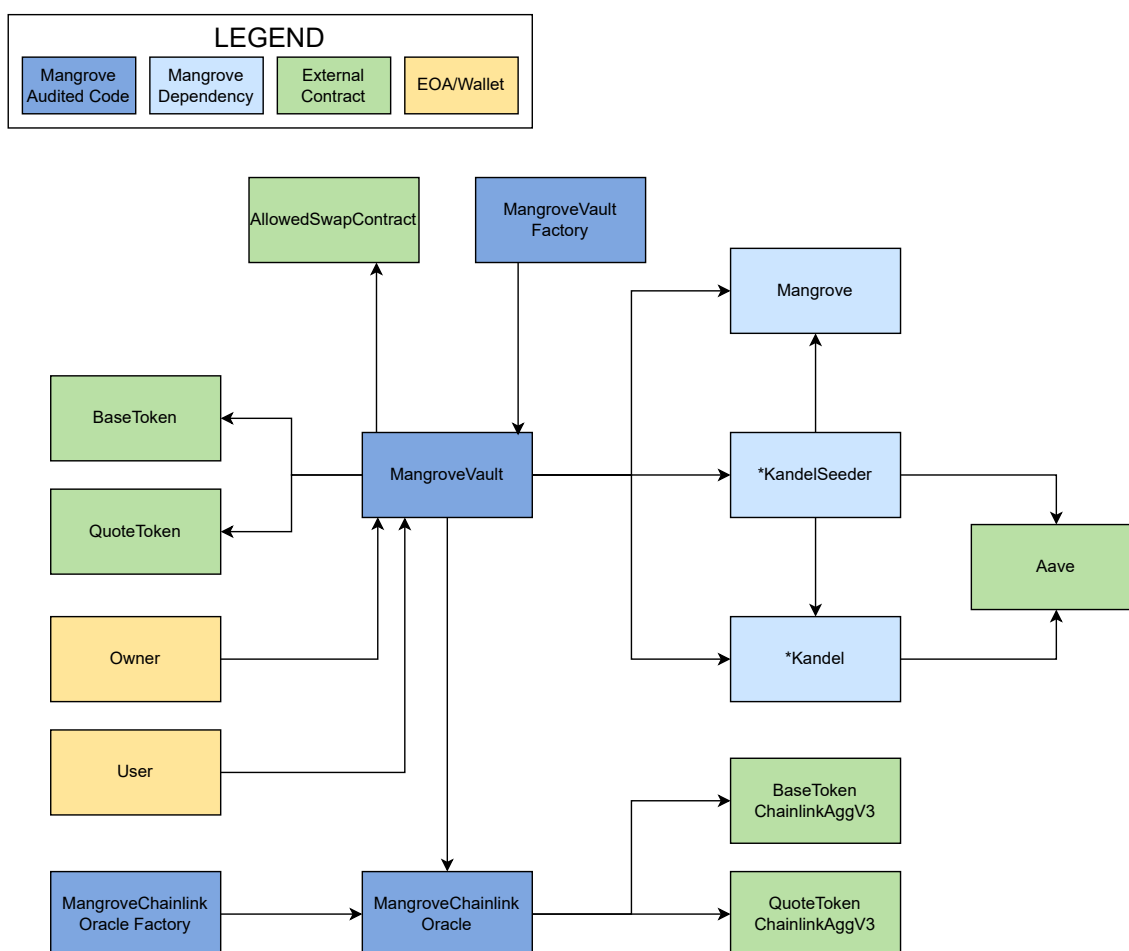 LEGEND
Mangrove
Audited Code
Mangrove
Dependency
External
Contract
EOA/Wallet
AllowedSwapContract
MangroveVault
Factory
Mangrove
BaseToken
MangroveVault
*KandelSeeder
QuoteToken
Aave
Owner
*Kandel
User
BaseToken
ChainlinkAggV3
MangroveChainlink
Oracle Factory
MangroveChainlink
Oracle
QuoteToken
ChainlinkAggV3